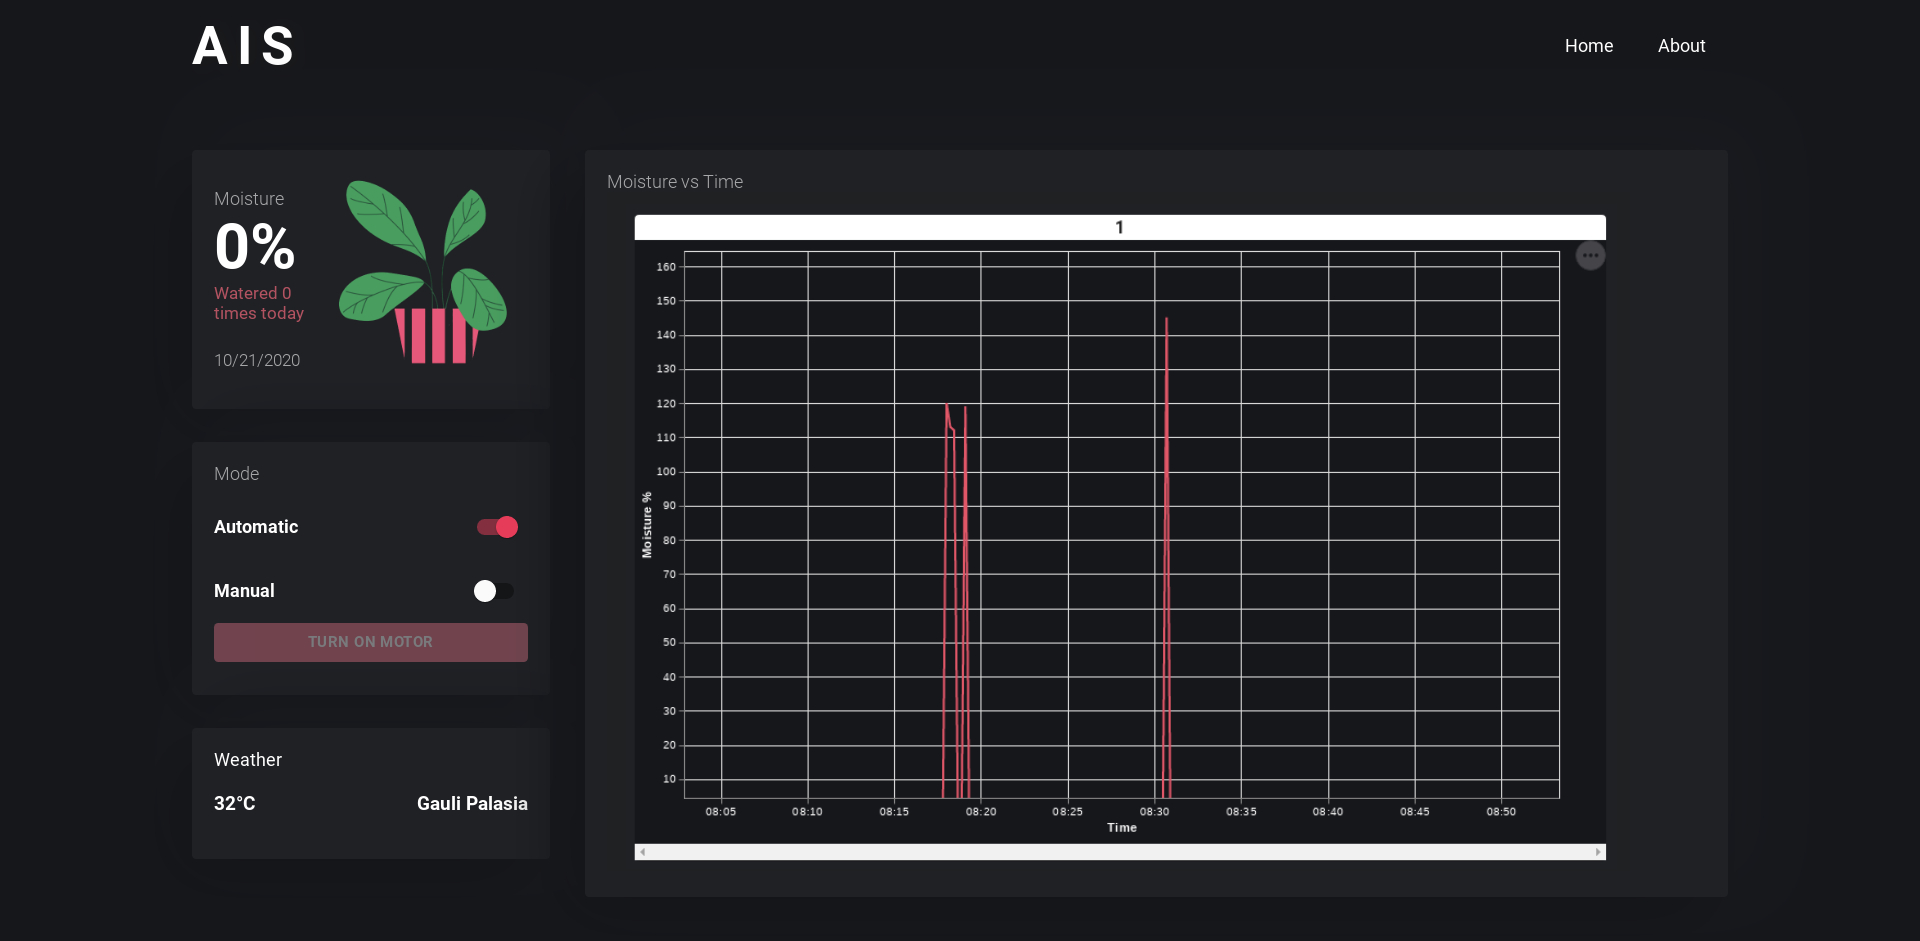 AIS
Home
About
Moisture
0%
Watered 0
times today
10/21/2020
Mode
Automatic
Manual
TURN ON MOTOR
Weather
32°C
Gauli Palasia
Moisture vs Time
1
Moisture %
160
150
140
130
120
110
100
90
80
70
60
50
40
30
20
10
08:05
08:10
08:15
08:20
08:25
08:30
08:35
08:40
08:45
08:50
Time